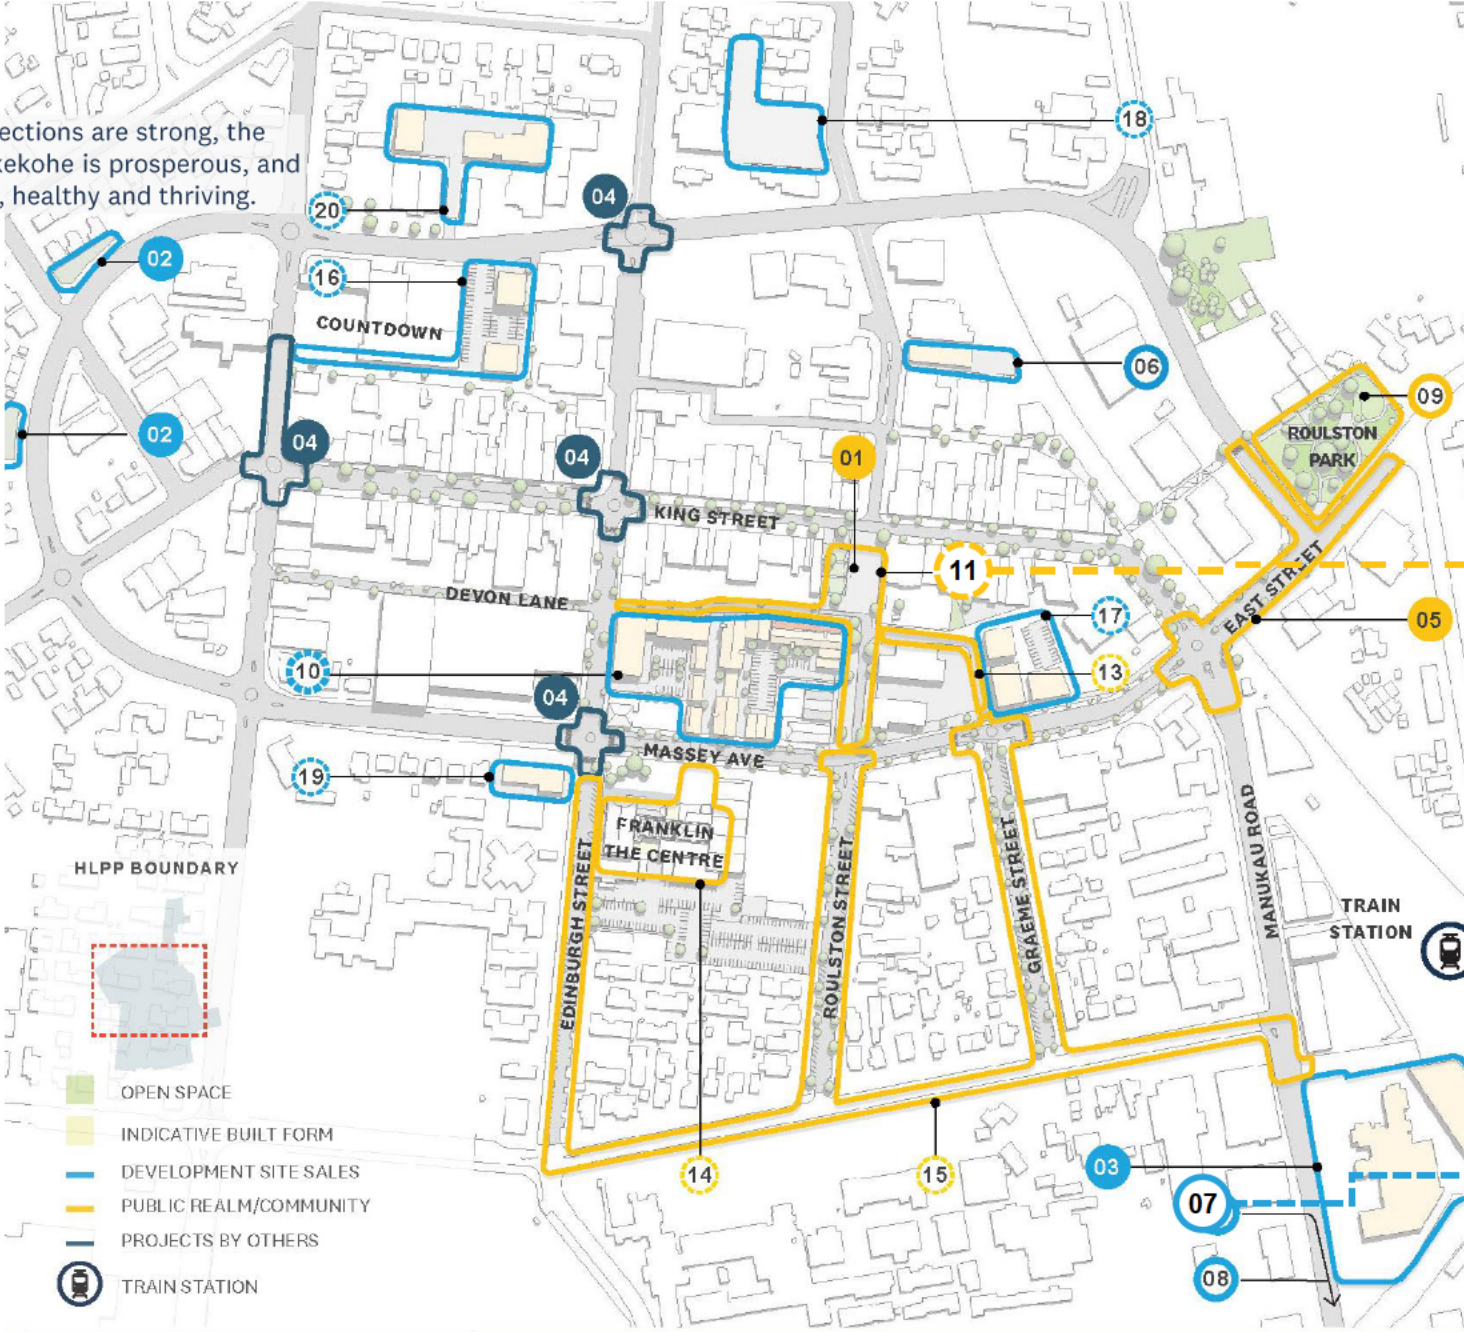 ections are strong, the
kekohe is prosperous, and
, healthy and thriving.
18
20
04
02
16
COUNTDOWN
06
09
ROULSTON
PARK
02
04
04
01
KING STREET
11
EAST STREET
DEVON LANE
17
05
10
13
04
MASSEY AVE
19
FRANKLIN
THE CENTRE
EDINBURGH STREET
ROULSTON STREET
GRAEME STREET
MANUKAU ROAD
TRAIN
STATION
HLPP BOUNDARY
OPEN SPACE
INDICATIVE BUILT FORM
DEVELOPMENT SITE SALES
PUBLIC REALM/COMMUNITY
PROJECTS BY OTHERS
TRAIN STATION
14
15
03
07
08